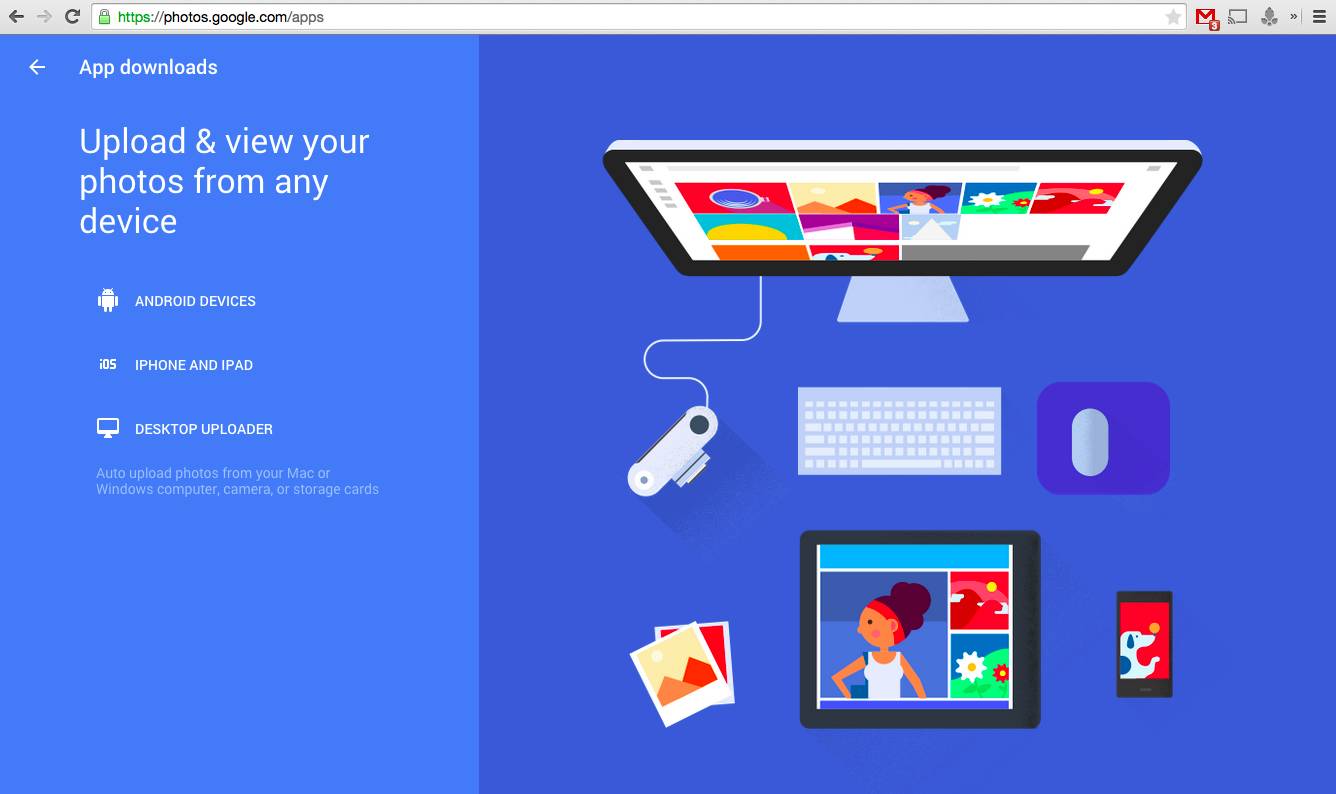 https://photos.google.com/apps
3
»
App downloads
Upload & view your
photos from any
device
ANDROID DEVICES
iOS
IPHONE AND IPAD
DESKTOP UPLOADER
Auto upload photos from your Mac or
Windows computer, camera, or storage cards